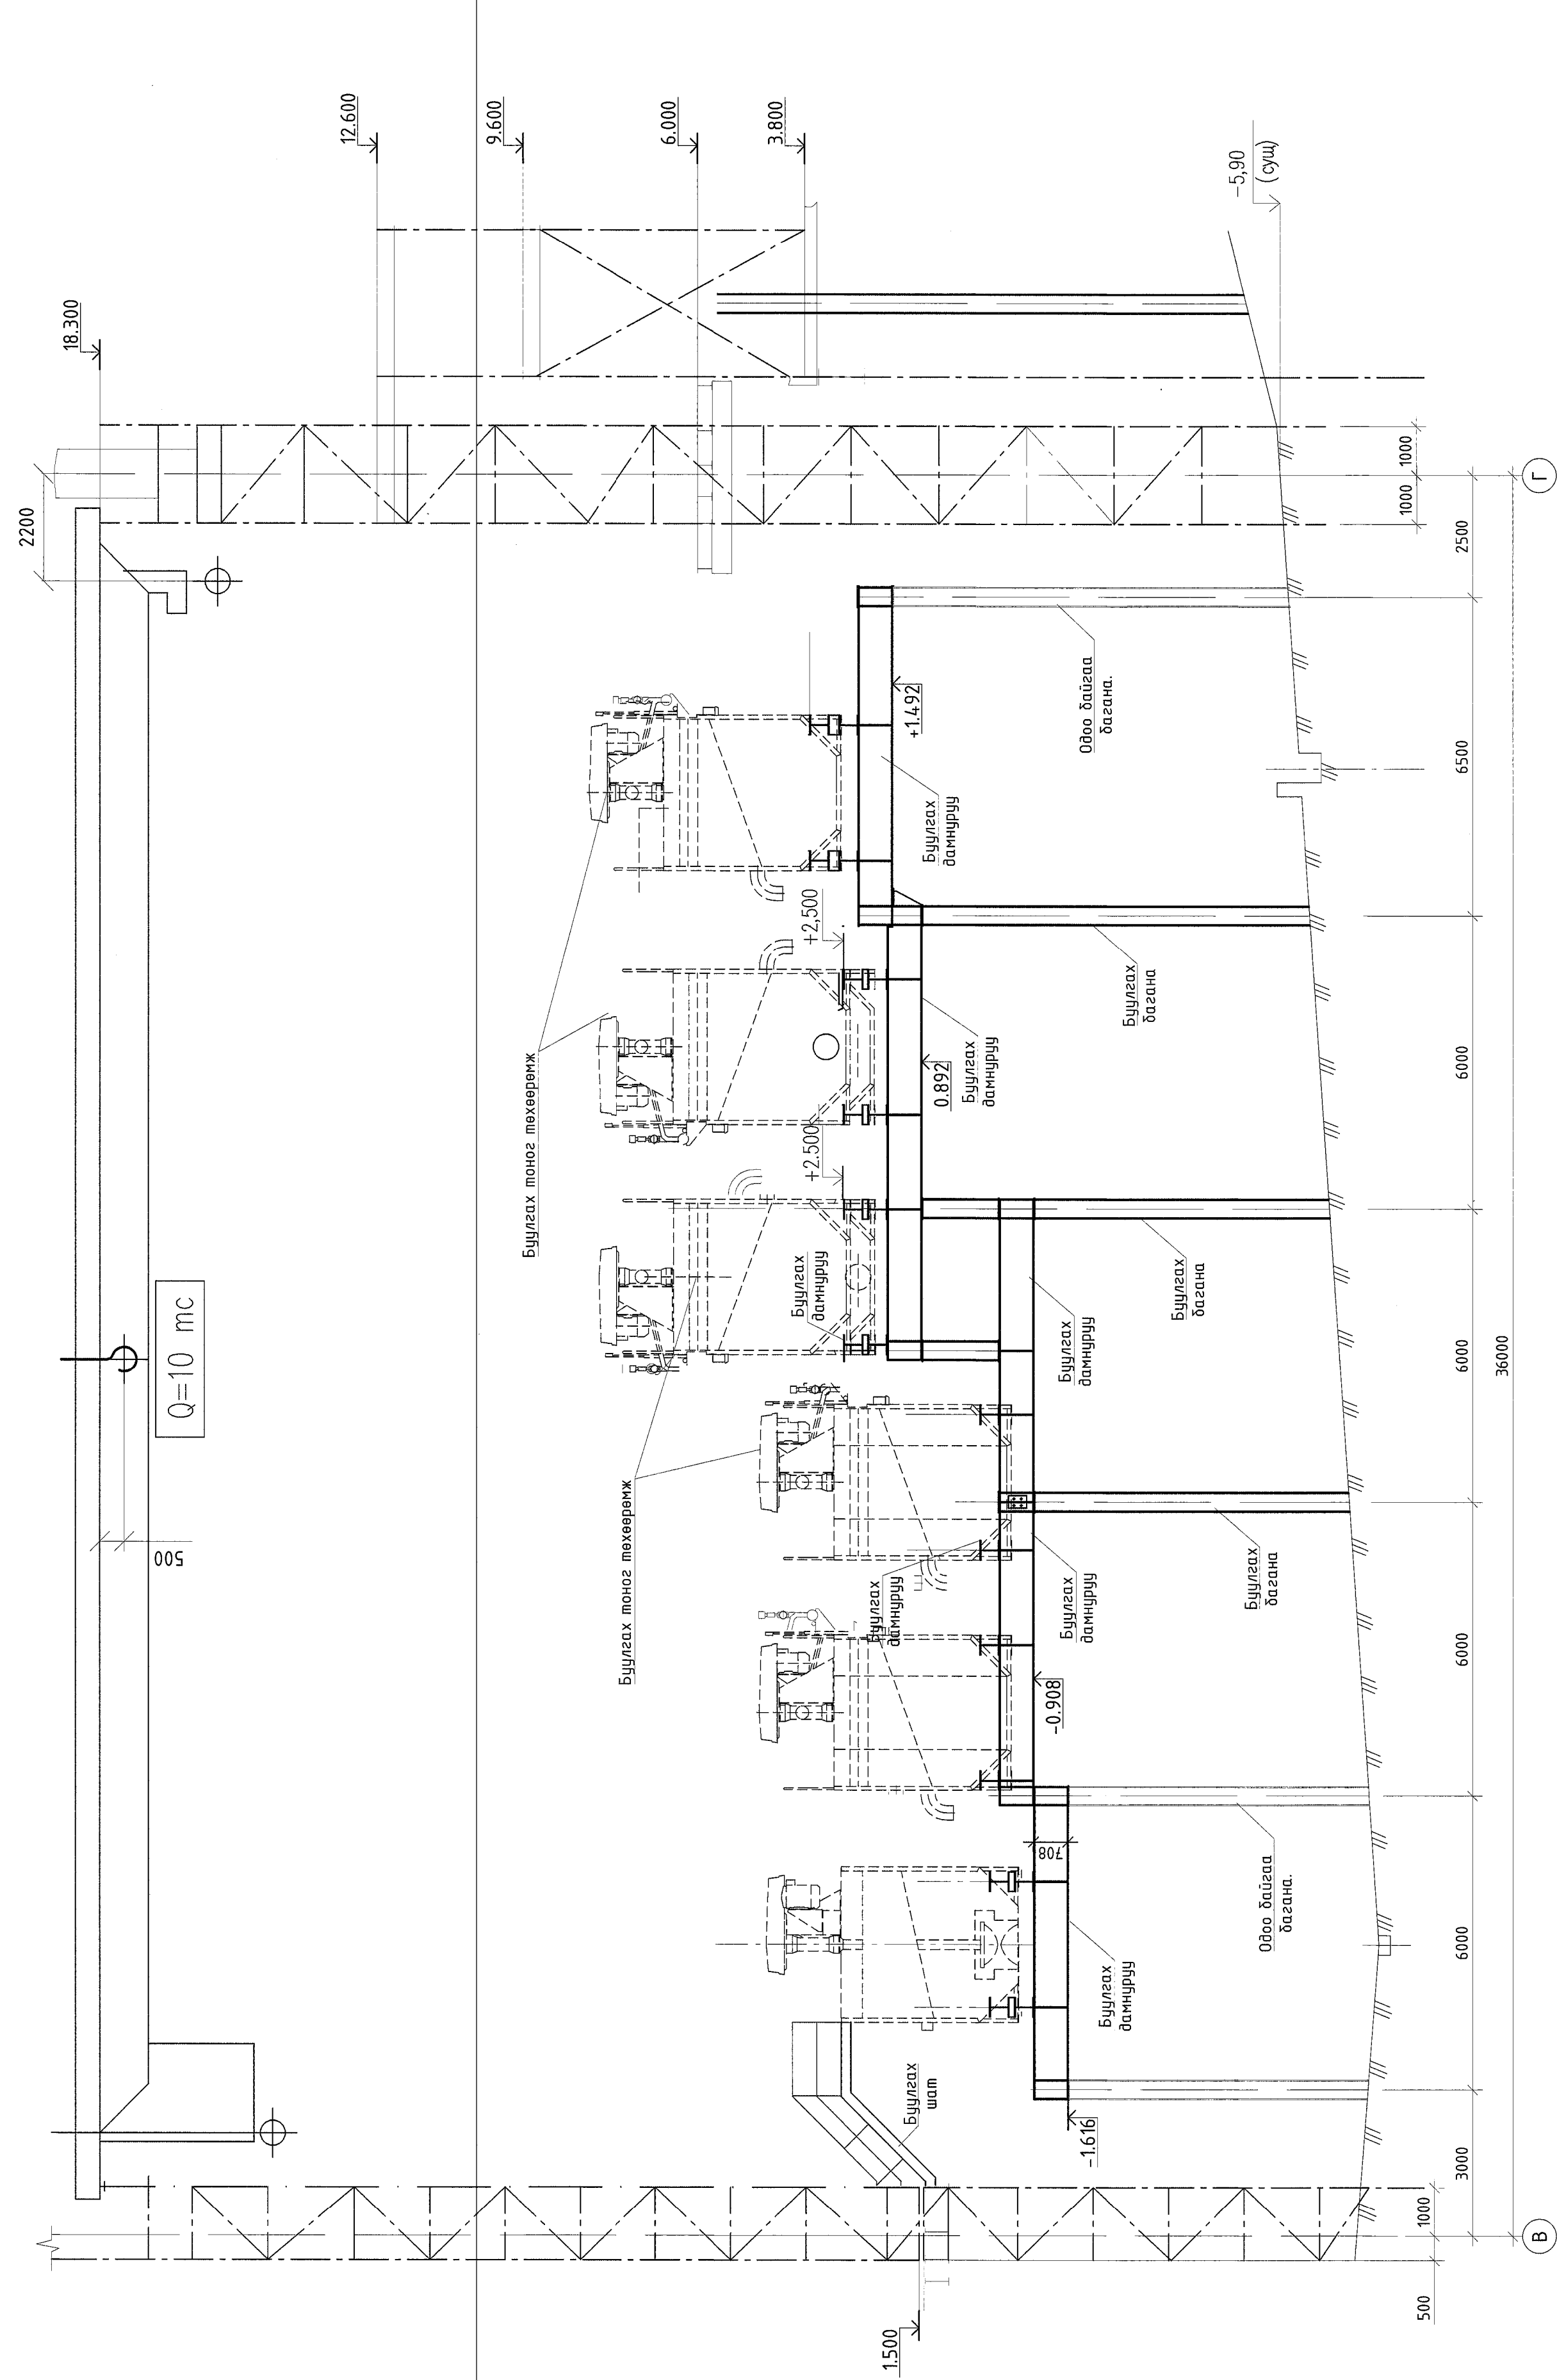 2200
18.300
12.600
9.600
6.000
3.800
-5,90
(сущ)
Q=10 тс
500
Буулгах тоног төхөөрөмж
Буулгах тоног төхөөрөмж
+2,500
+2.500
+1.492
0.892
-0.908
-1.616
1.500
708
Буулгах
дамнуруу
Буулгах
дамнуруу
Буулгах
дамнуруу
Буулгах
дамнуруу
Буулгах
дамнуруу
Буулгах
дамнуруу
Буулгах
дамнуруу
Буулгах
шат
Одоо байгаа
багана.
Буулгах
багана
Буулгах
багана
Буулгах
багана
Одоо байгаа
багана.
500
1000
1000
1000
3000
6000
6000
6000
6000
6500
2500
36000
В
Г